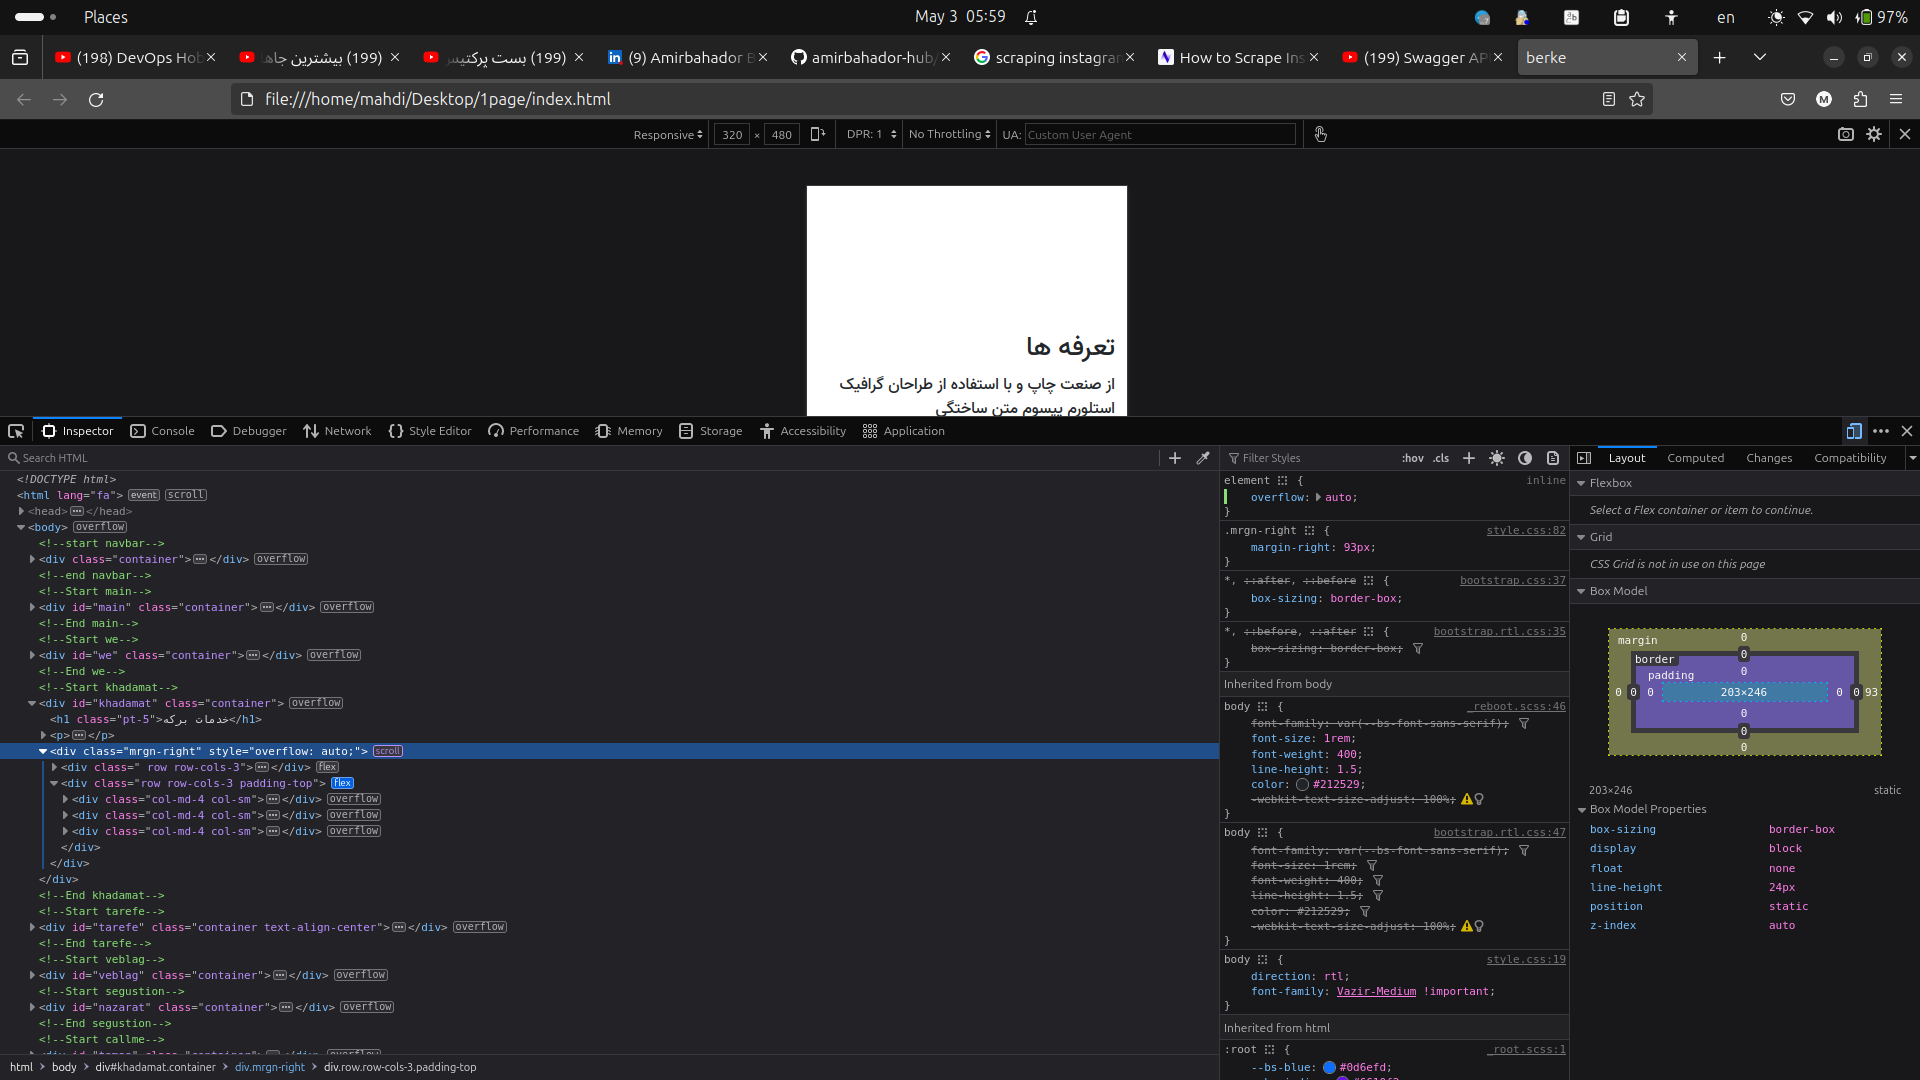 Places
May 3 05:59
en
97%
(198) DevOps Hob
(199) بیشترین جاها
(199) بست پرکتیس
(9) Amirbahador B
amirbahador-hub/
scraping instagram
How to Scrape Ins
(199) Swagger AP
berke
file:///home/mahdi/Desktop/1page/index.html
Responsive 320 × 480 DPR: 1 No Throttling UA: Custom User Agent
تعرفه ها
از صنعت چاپ و با استفاده از طراحان گرافیک
استلورم یپسوم متن ساختگی
Inspector Console Debugger Network Style Editor Performance Memory Storage Accessibility Application
Search HTML
<!DOCTYPE html>
<html lang="fa"> event scroll
<head></head>
<body> overflow
<!--start navbar-->
<div class="container"></div> overflow
<!--end navbar-->
<!--Start main-->
<div id="main" class="container"></div> overflow
<!--End main-->
<!--Start we-->
<div id="we" class="container"></div> overflow
<!--End we-->
<!--Start khadamat-->
<div id="khadamat" class="container"> overflow
<h1 class="pt-5">خدمات برکه</h1>
<p></p>
<div class="mrgn-right" style="overflow: auto;"> scroll
<div class=" row row-cols-3"></div> flex
<div class="row row-cols-3 padding-top"> flex
<div class="col-md-4 col-sm"></div> overflow
<div class="col-md-4 col-sm"></div> overflow
<div class="col-md-4 col-sm"></div> overflow
</div>
</div>
</div>
<!--End khadamat-->
<!--Start tarefe-->
<div id="tarefe" class="container text-align-center"></div> overflow
<!--End tarefe-->
<!--Start veblag-->
<div id="veblag" class="container"></div> overflow
<!--Start segustion-->
<div id="nazarat" class="container"></div> overflow
<!--End segustion-->
<!--Start callme-->
html body div#khadamat.container div.mrgn-right div.row.row-cols-3.padding-top
Filter Styles :hov .cls
element { inline
overflow: auto;
}
.mrgn-right { style.css:82
margin-right: 93px;
}
*, ::after, ::before { bootstrap.css:37
box-sizing: border-box;
}
*, ::before, ::after { bootstrap.rtl.css:35
box-sizing: border-box;
}
Inherited from body
body { _reboot.scss:46
font-family: var(--bs-font-sans-serif);
font-size: 1rem;
font-weight: 400;
line-height: 1.5;
color: #212529;
-webkit-text-size-adjust: 100%;
}
body { bootstrap.rtl.css:47
font-family: var(--bs-font-sans-serif);
font-size: 1rem;
font-weight: 400;
line-height: 1.5;
color: #212529;
-webkit-text-size-adjust: 100%;
}
body { style.css:19
direction: rtl;
font-family: Vazir-Medium !important;
}
Inherited from html
:root { _root.scss:1
--bs-blue: #0d6efd;
Layout Computed Changes Compatibility
Flexbox
Select a Flex container or item to continue.
Grid
CSS Grid is not in use on this page
Box Model
margin 0
border 0
padding 0
0 0 0 203×246 0 0 93
0
0
0
203×246 static
Box Model Properties
box-sizing border-box
display block
float none
line-height 24px
position static
z-index auto